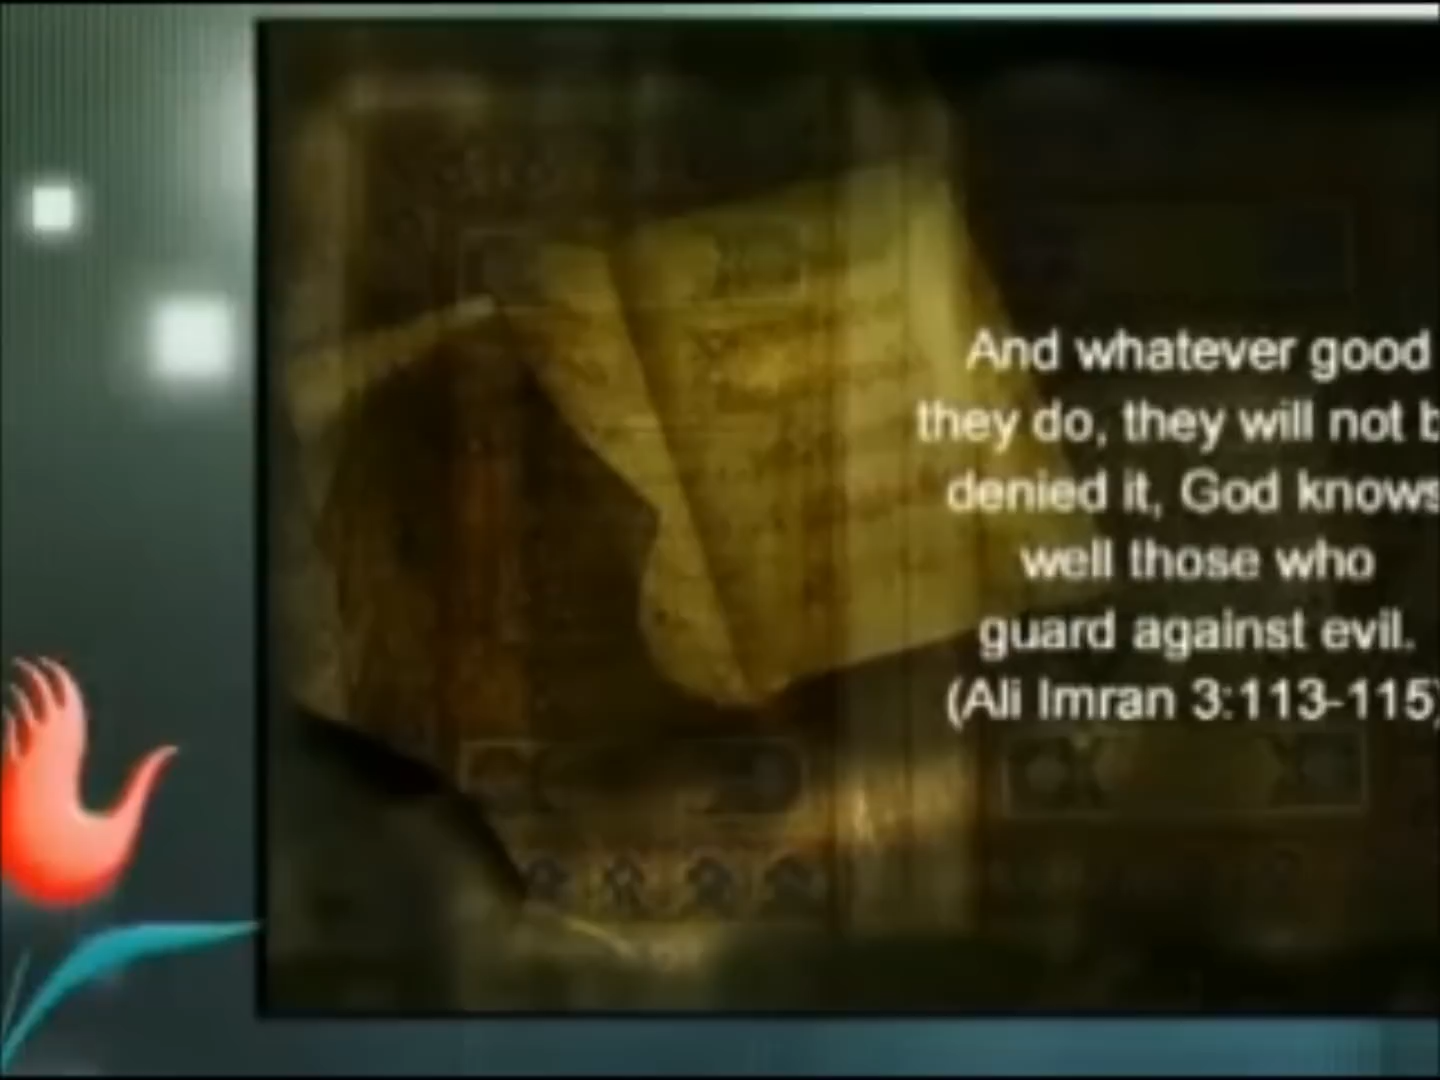 And whatever good
they do, they will not b
denied it, God knows
well those who
guard against evil.
(Ali Imran 3:113-115)